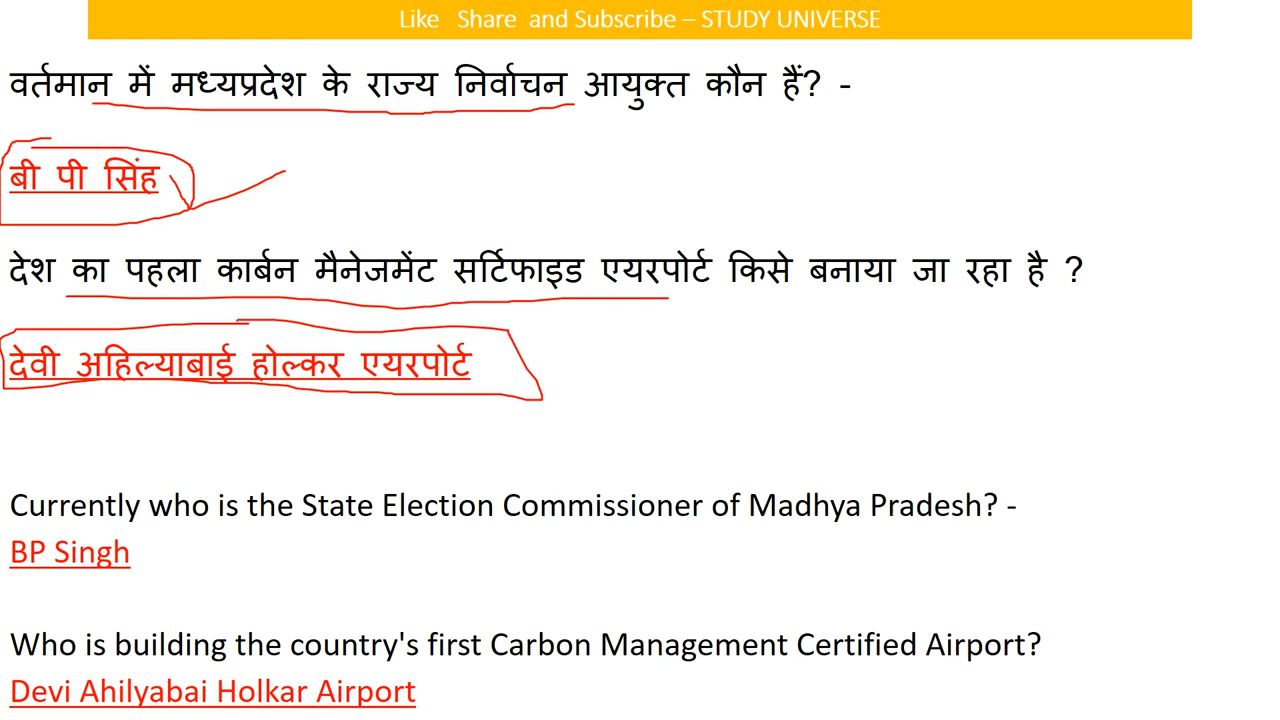 Like Share and Subscribe – STUDY UNIVERSE
वर्तमान में मध्यप्रदेश के राज्य निर्वाचन आयुक्त कौन हैं? -
बी पी सिंह
देश का पहला कार्बन मैनेजमेंट सर्टिफाइड एयरपोर्ट किसे बनाया जा रहा है ?
देवी अहिल्याबाई होल्कर एयरपोर्ट
Currently who is the State Election Commissioner of Madhya Pradesh? -
BP Singh
Who is building the country's first Carbon Management Certified Airport?
Devi Ahilyabai Holkar Airport